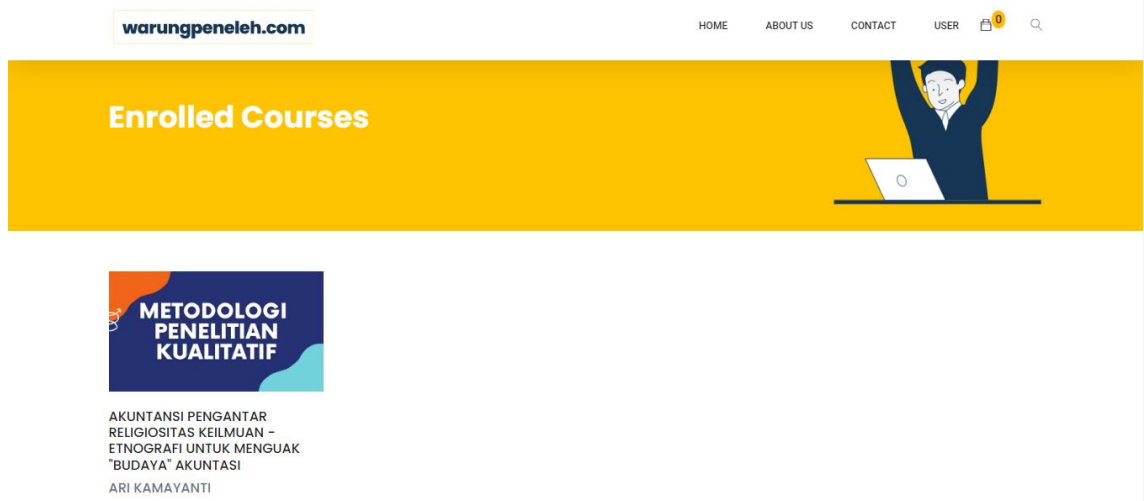 warungpeneleh.com
HOME ABOUT US CONTACT USER 0
Enrolled Courses
METODOLOGI
PENELITIAN
KUALITATIF
AKUNTANSI PENGANTAR
RELIGIOSITAS KEILMUAN -
ETNOGRAFI UNTUK MENGUAK
"BUDAYA" AKUNTASI
ARI KAMAYANTI